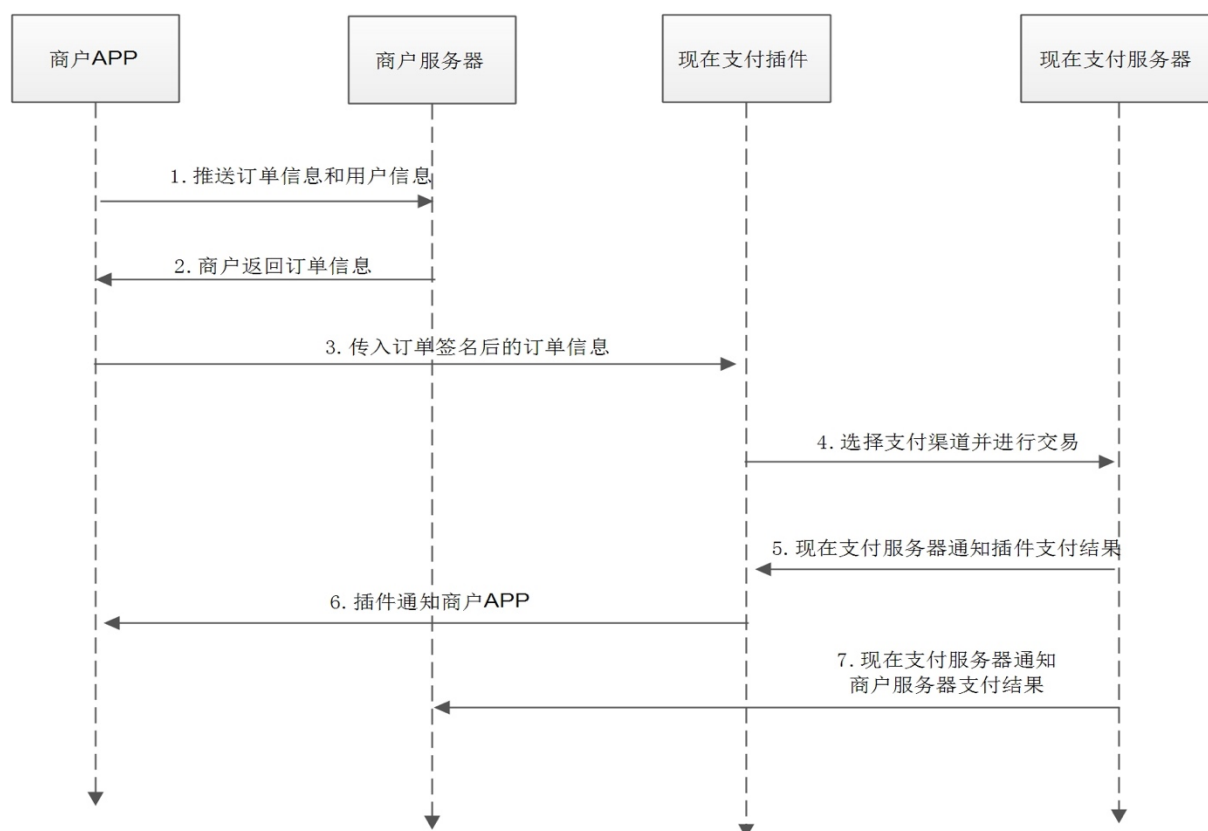 商户APP
商户服务器
现在支付插件
现在支付服务器
1.推送订单信息和用户信息
2.商户返回订单信息
3.传入订单签名后的订单信息
4.选择支付渠道并进行交易
5.现在支付服务器通知插件支付结果
6.插件通知商户APP
7.现在支付服务器通知
商户服务器支付结果